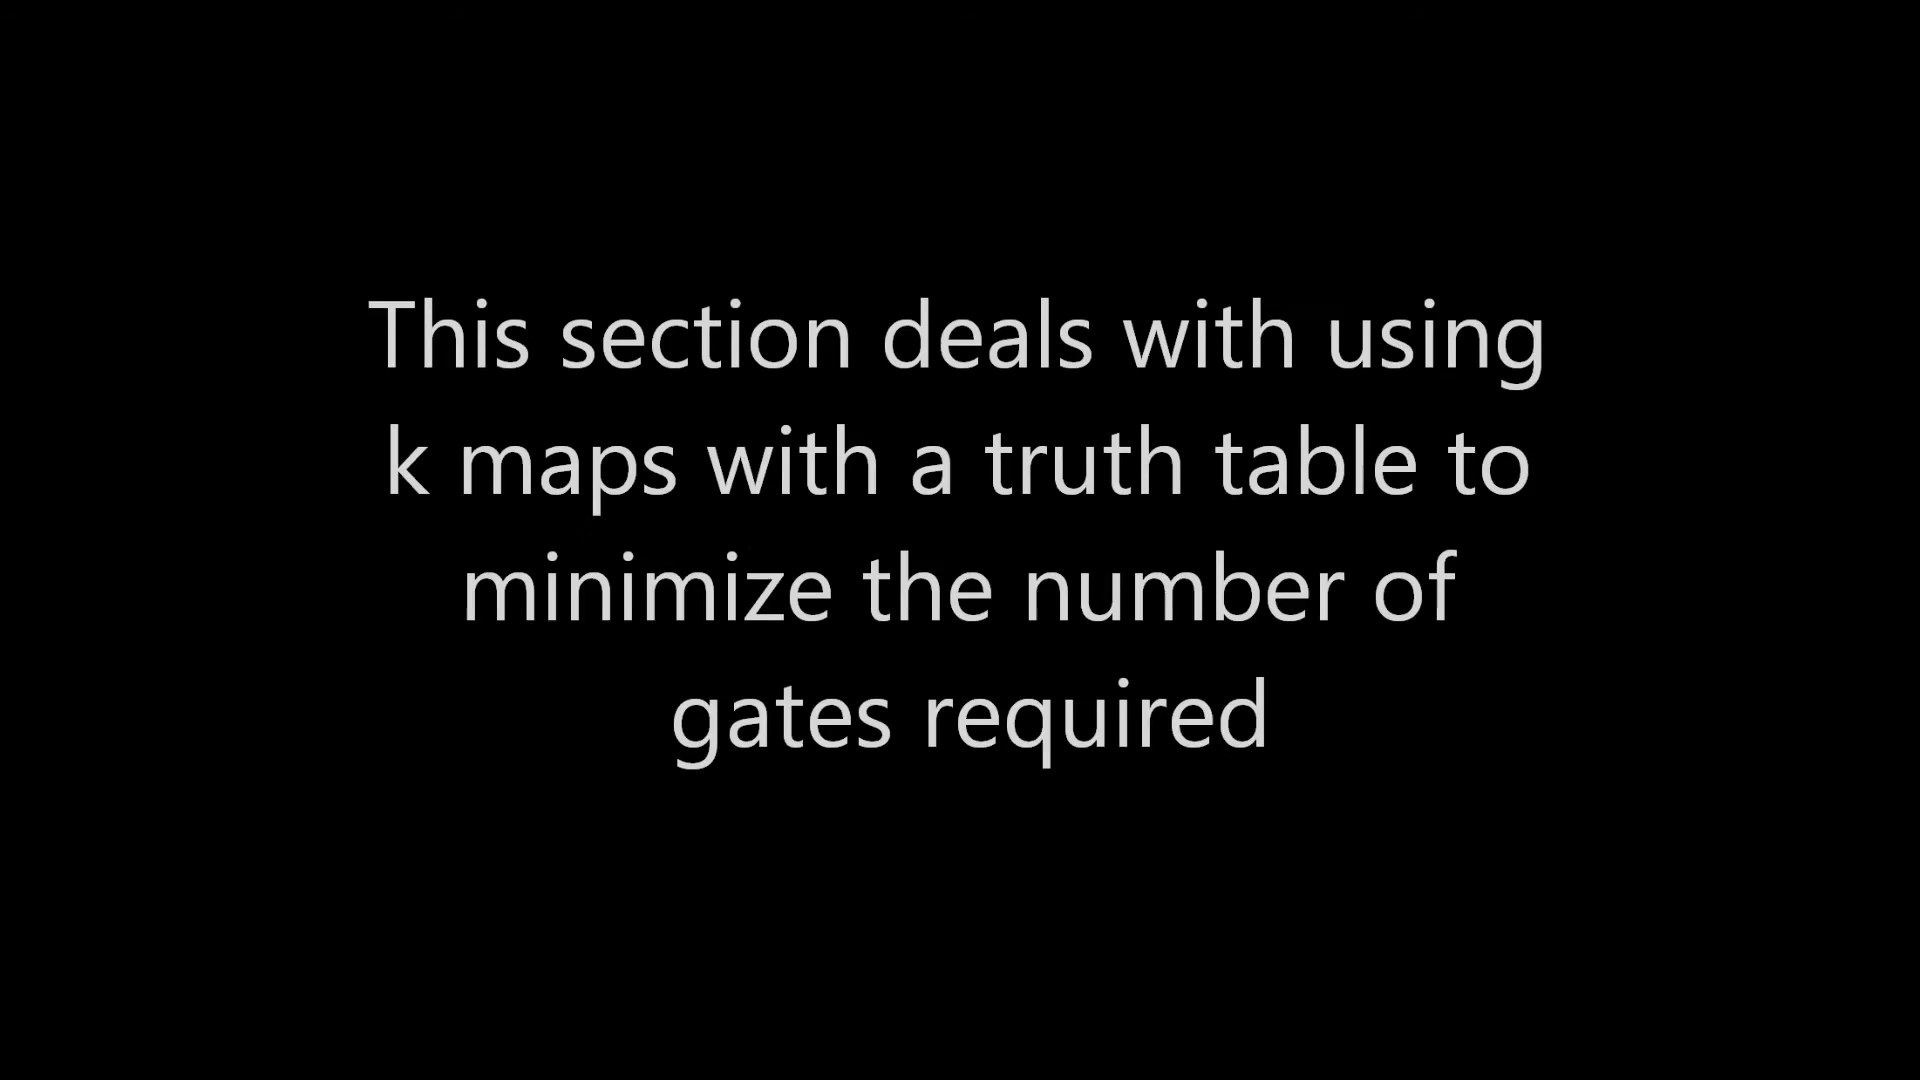 This section deals with using
k maps with a truth table to
minimize the number of
gates required